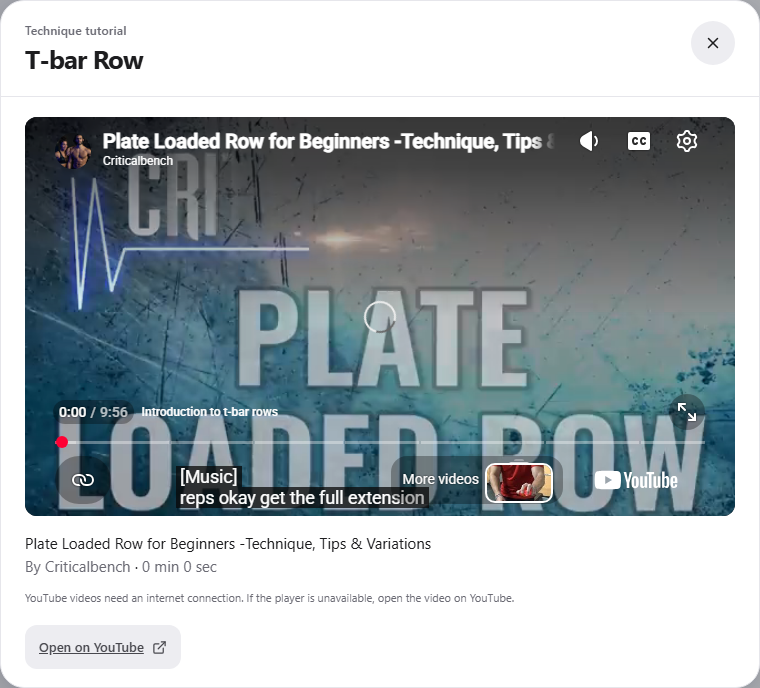 Technique tutorial
T-bar Row
Plate Loaded Row for Beginners -Technique, Tips &
Criticalbench
CC
CRI
PLATE
LOADED ROW
0:00 / 9:56 Introduction to t-bar rows
[Music]
reps okay get the full extension
More videos
YouTube
Plate Loaded Row for Beginners -Technique, Tips & Variations
By Criticalbench · 0 min 0 sec
YouTube videos need an internet connection. If the player is unavailable, open the video on YouTube.
Open on YouTube